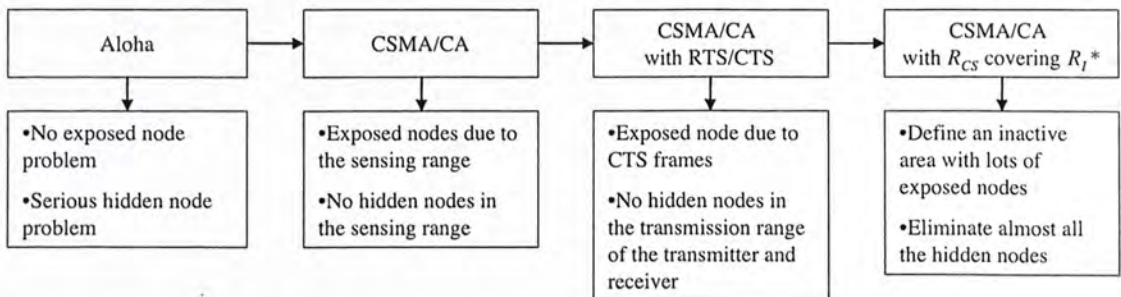 Aloha
CSMA/CA
CSMA/CA
with RTS/CTS
CSMA/CA
with R_CS covering R_I*
•No exposed node
problem
•Serious hidden node
problem
•Exposed nodes due to
the sensing range
•No hidden nodes in
the sensing range
•Exposed node due to
CTS frames
•No hidden nodes in
the transmission range
of the transmitter and
receiver
•Define an inactive
area with lots of
exposed nodes
•Eliminate almost all
the hidden nodes